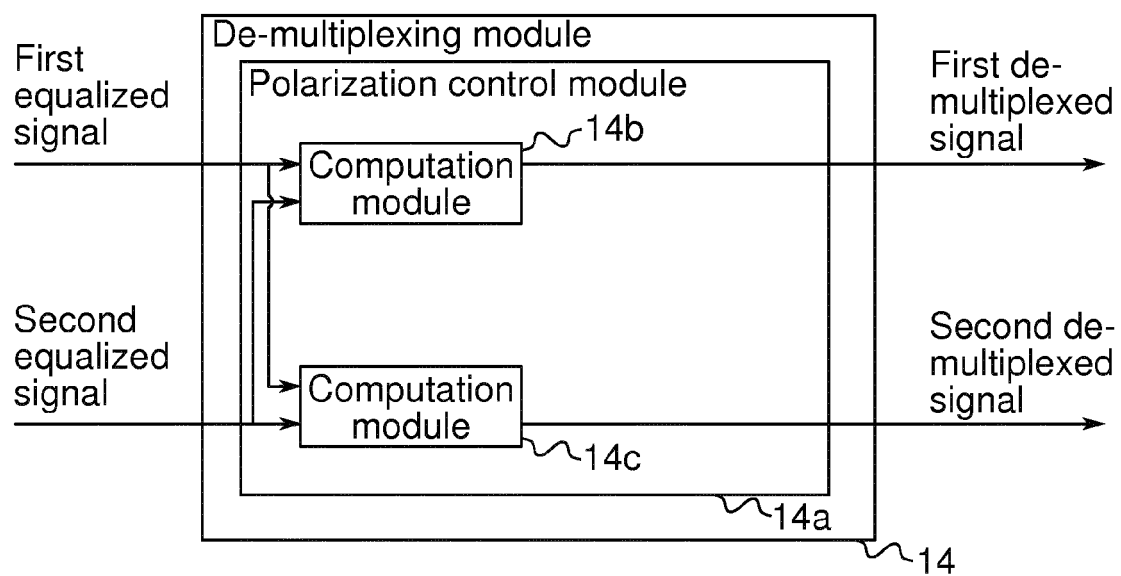 De-multiplexing module
Polarization control module
First
equalized
signal
14b
Computation
module
First de-
multiplexed
signal
Second
equalized
signal
Computation
module
14c
Second de-
multiplexed
signal
14a
14